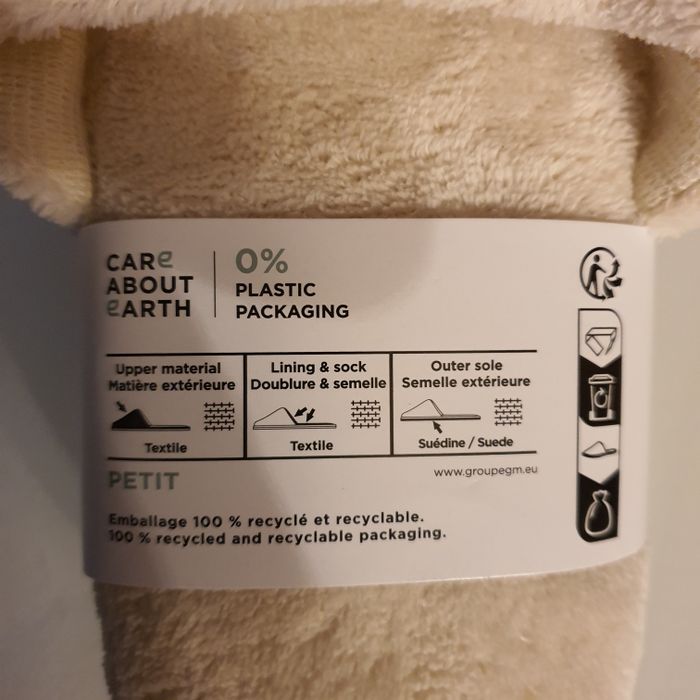 CARe
ABOUT
eARTH
0%
PLASTIC
PACKAGING
Upper material
Matière extérieure
Textile
Lining & sock
Doublure & semelle
Textile
Outer sole
Semelle extérieure
Suédine / Suede
PETIT
www.groupegm.eu
Emballage 100 % recyclé et recyclable.
100 % recycled and recyclable packaging.